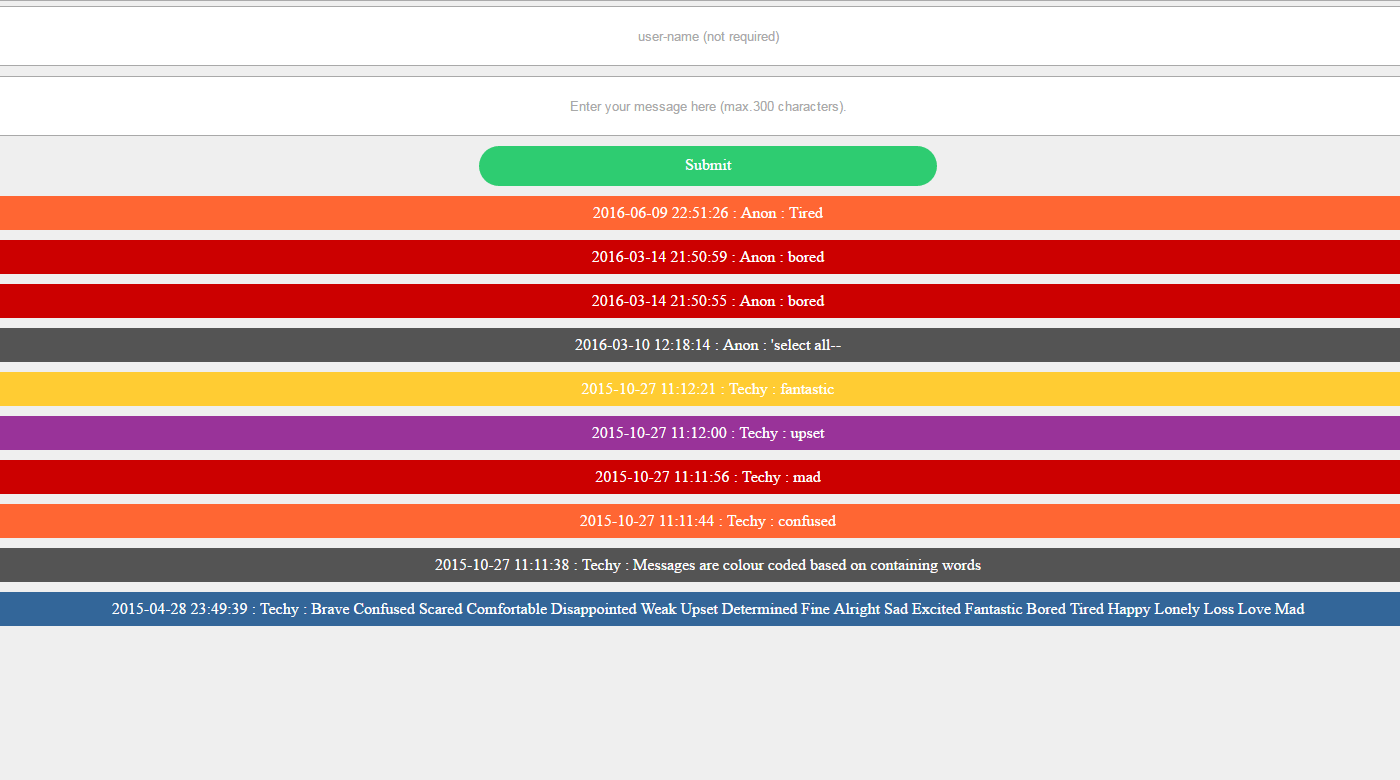 user-name (not required)
Enter your message here (max.300 characters).
Submit
2016-06-09 22:51:26 : Anon : Tired
2016-03-14 21:50:59 : Anon : bored
2016-03-14 21:50:55 : Anon : bored
2016-03-10 12:18:14 : Anon : 'select all--
2015-10-27 11:12:21 : Techy : fantastic
2015-10-27 11:12:00 : Techy : upset
2015-10-27 11:11:56 : Techy : mad
2015-10-27 11:11:44 : Techy : confused
2015-10-27 11:11:38 : Techy : Messages are colour coded based on containing words
2015-04-28 23:49:39 : Techy : Brave Confused Scared Comfortable Disappointed Weak Upset Determined Fine Alright Sad Excited Fantastic Bored Tired Happy Lonely Loss Love Mad